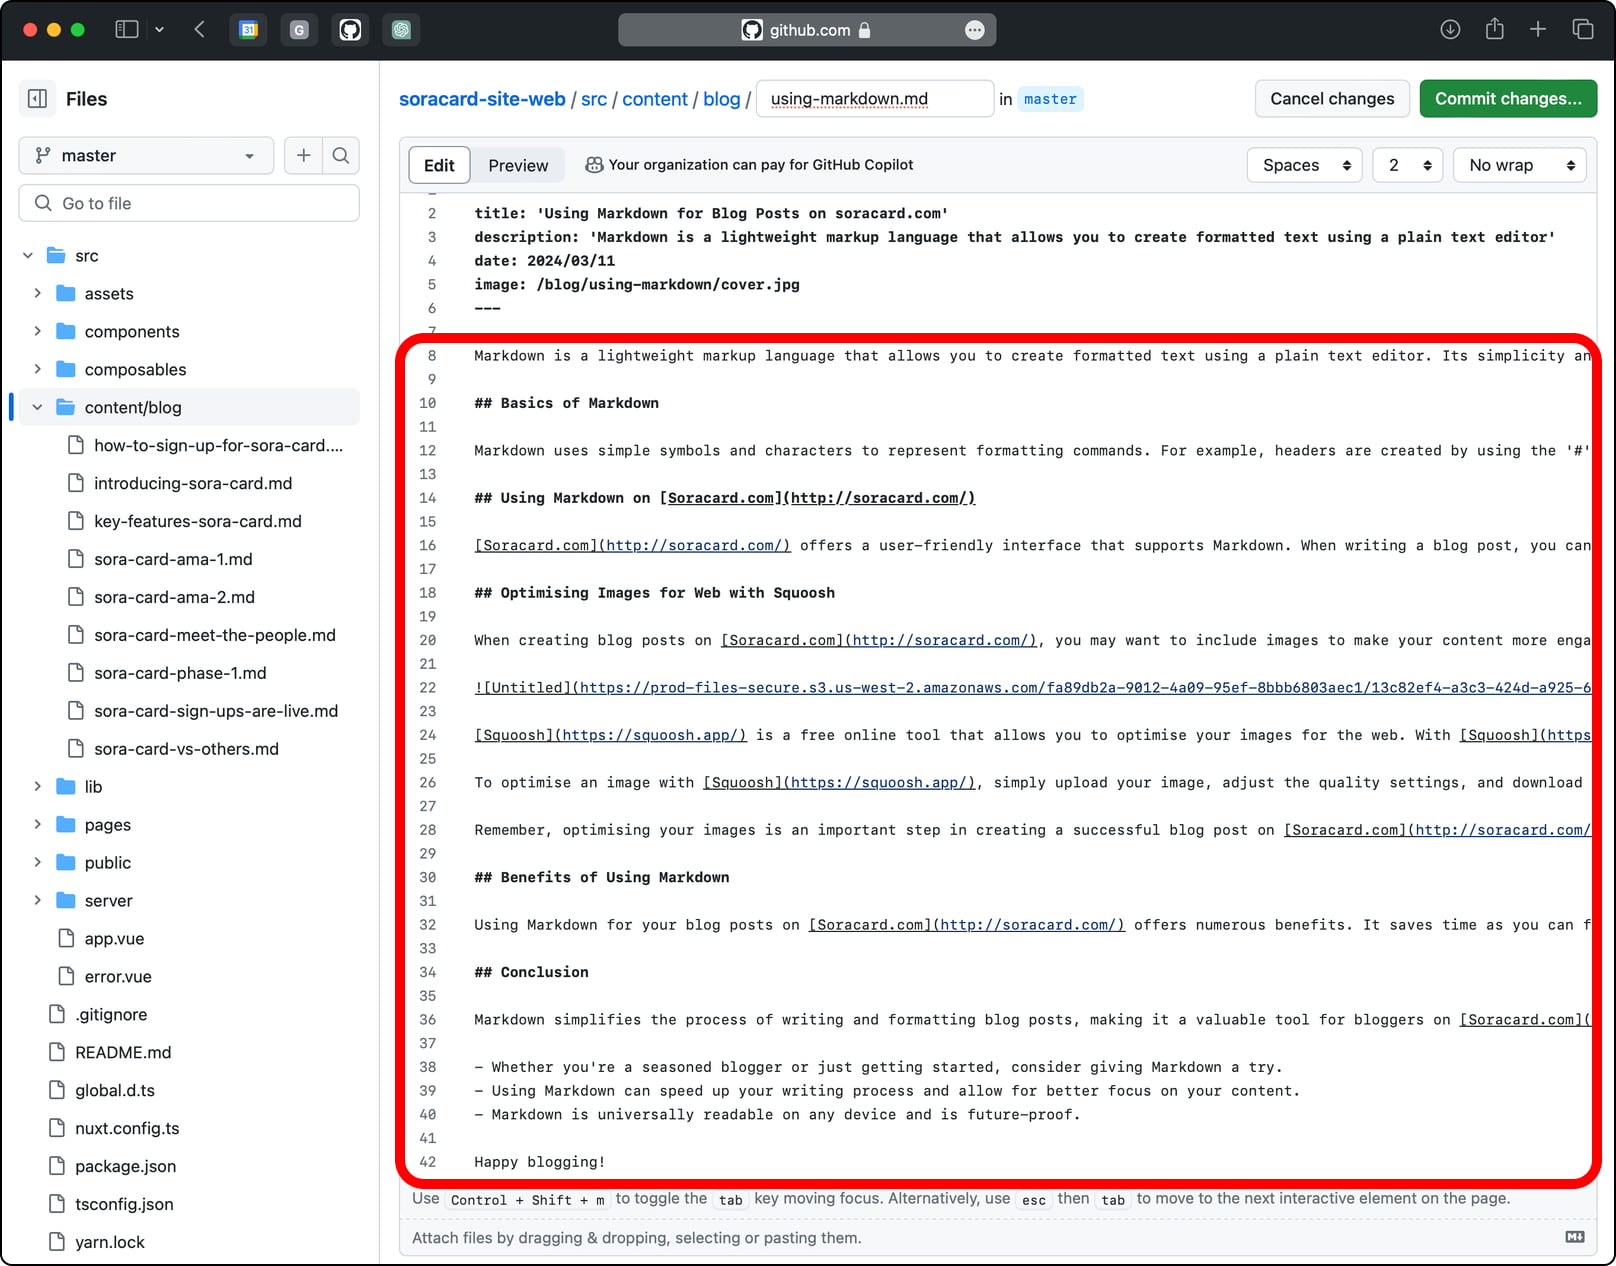 31
G
github.com
Files
soracard-site-web / src / content / blog / using-markdown.md in master
Cancel changes
Commit changes...
master
Edit
Preview
Your organization can pay for GitHub Copilot
Spaces
2
No wrap
Go to file
src
assets
components
composables
content/blog
how-to-sign-up-for-sora-card....
introducing-sora-card.md
key-features-sora-card.md
sora-card-ama-1.md
sora-card-ama-2.md
sora-card-meet-the-people.md
sora-card-phase-1.md
sora-card-sign-ups-are-live.md
sora-card-vs-others.md
lib
pages
public
server
app.vue
error.vue
.gitignore
README.md
global.d.ts
nuxt.config.ts
package.json
tsconfig.json
yarn.lock
2 title: 'Using Markdown for Blog Posts on soracard.com'
3 description: 'Markdown is a lightweight markup language that allows you to create formatted text using a plain text editor'
4 date: 2024/03/11
5 image: /blog/using-markdown/cover.jpg
6 ---
7
8 Markdown is a lightweight markup language that allows you to create formatted text using a plain text editor. Its simplicity an
9
10 ## Basics of Markdown
11
12 Markdown uses simple symbols and characters to represent formatting commands. For example, headers are created by using the '#'
13
14 ## Using Markdown on [Soracard.com](http://soracard.com/)
15
16 [Soracard.com](http://soracard.com/) offers a user-friendly interface that supports Markdown. When writing a blog post, you can
17
18 ## Optimising Images for Web with Squoosh
19
20 When creating blog posts on [Soracard.com](http://soracard.com/), you may want to include images to make your content more enga
21
22 ![Untitled](https://prod-files-secure.s3.us-west-2.amazonaws.com/fa89db2a-9012-4a09-95ef-8bbb6803aec1/13c82ef4-a3c3-424d-a925-6
23
24 [Squoosh](https://squoosh.app/) is a free online tool that allows you to optimise your images for the web. With [Squoosh](https
25
26 To optimise an image with [Squoosh](https://squoosh.app/), simply upload your image, adjust the quality settings, and download
27
28 Remember, optimising your images is an important step in creating a successful blog post on [Soracard.com](http://soracard.com/
29
30 ## Benefits of Using Markdown
31
32 Using Markdown for your blog posts on [Soracard.com](http://soracard.com/) offers numerous benefits. It saves time as you can f
33
34 ## Conclusion
35
36 Markdown simplifies the process of writing and formatting blog posts, making it a valuable tool for bloggers on [Soracard.com](
37
38 - Whether you're a seasoned blogger or just getting started, consider giving Markdown a try.
39 - Using Markdown can speed up your writing process and allow for better focus on your content.
40 - Markdown is universally readable on any device and is future-proof.
41
42 Happy blogging!
Use Control + Shift + m to toggle the tab key moving focus. Alternatively, use esc then tab to move to the next interactive element on the page.
Attach files by dragging & dropping, selecting or pasting them.